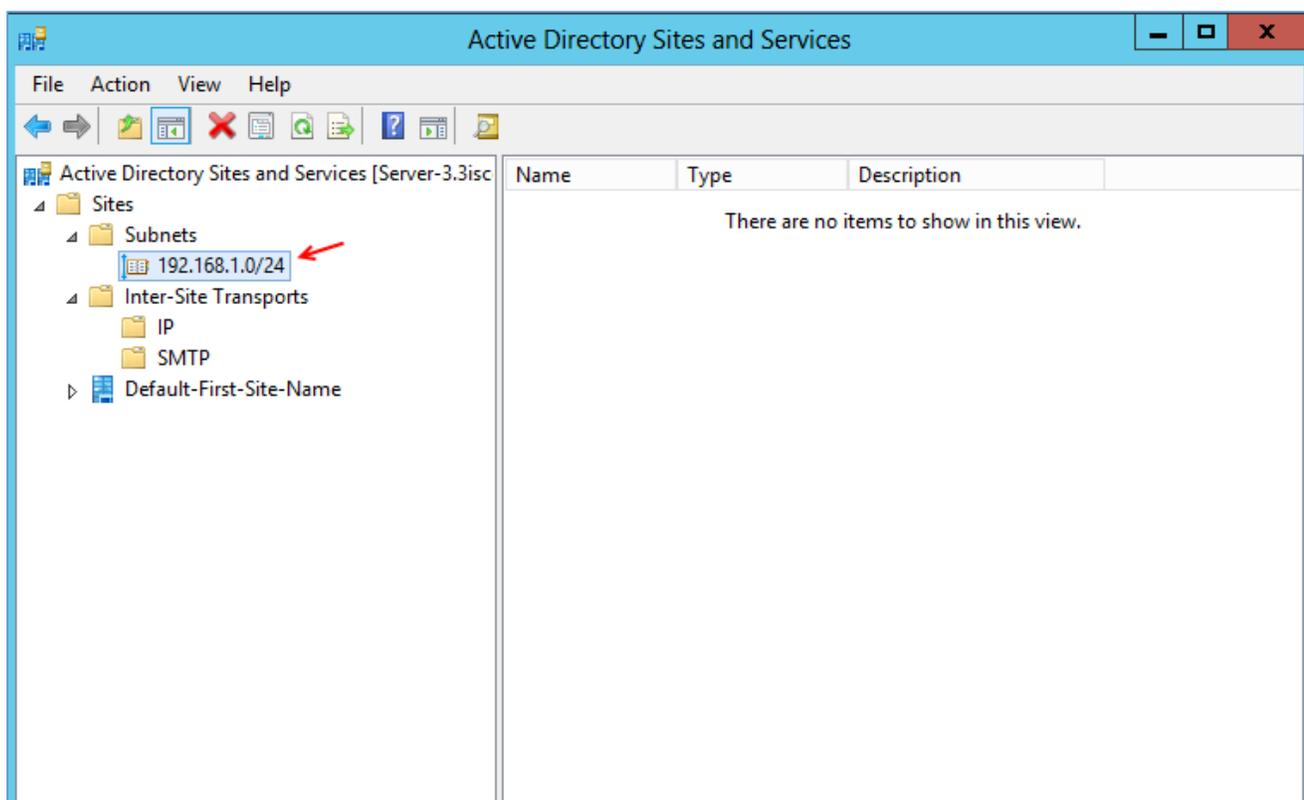 Active Directory Sites and Services
File Action View Help
Active Directory Sites and Services [Server-3.3isc
Name Type Description
Sites
There are no items to show in this view.
Subnets
192.168.1.0/24
Inter-Site Transports
IP
SMTP
Default-First-Site-Name